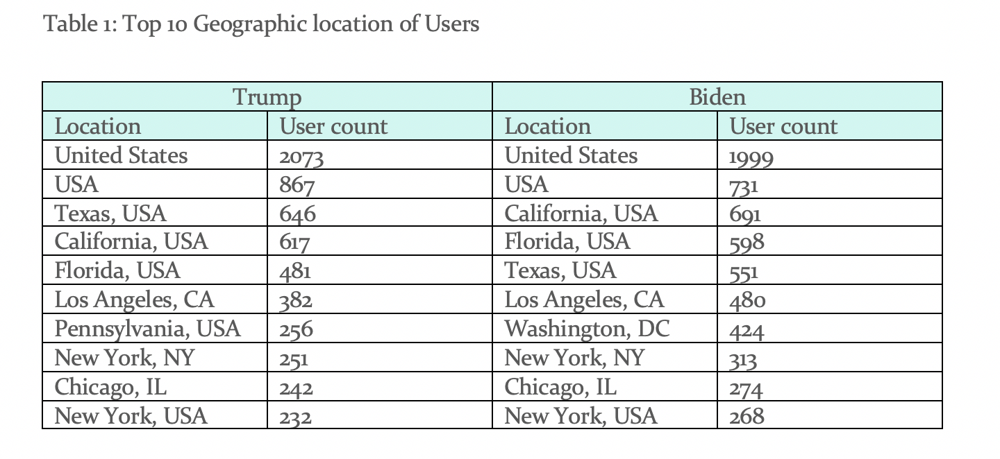 Table 1: Top 10 Geographic location of Users
Trump Biden
Location User count Location User count
United States 2073 United States 1999
USA 867 USA 731
Texas, USA 646 California, USA 691
California, USA 617 Florida, USA 598
Florida, USA 481 Texas, USA 551
Los Angeles, CA 382 Los Angeles, CA 480
Pennsylvania, USA 256 Washington, DC 424
New York, NY 251 New York, NY 313
Chicago, IL 242 Chicago, IL 274
New York, USA 232 New York, USA 268